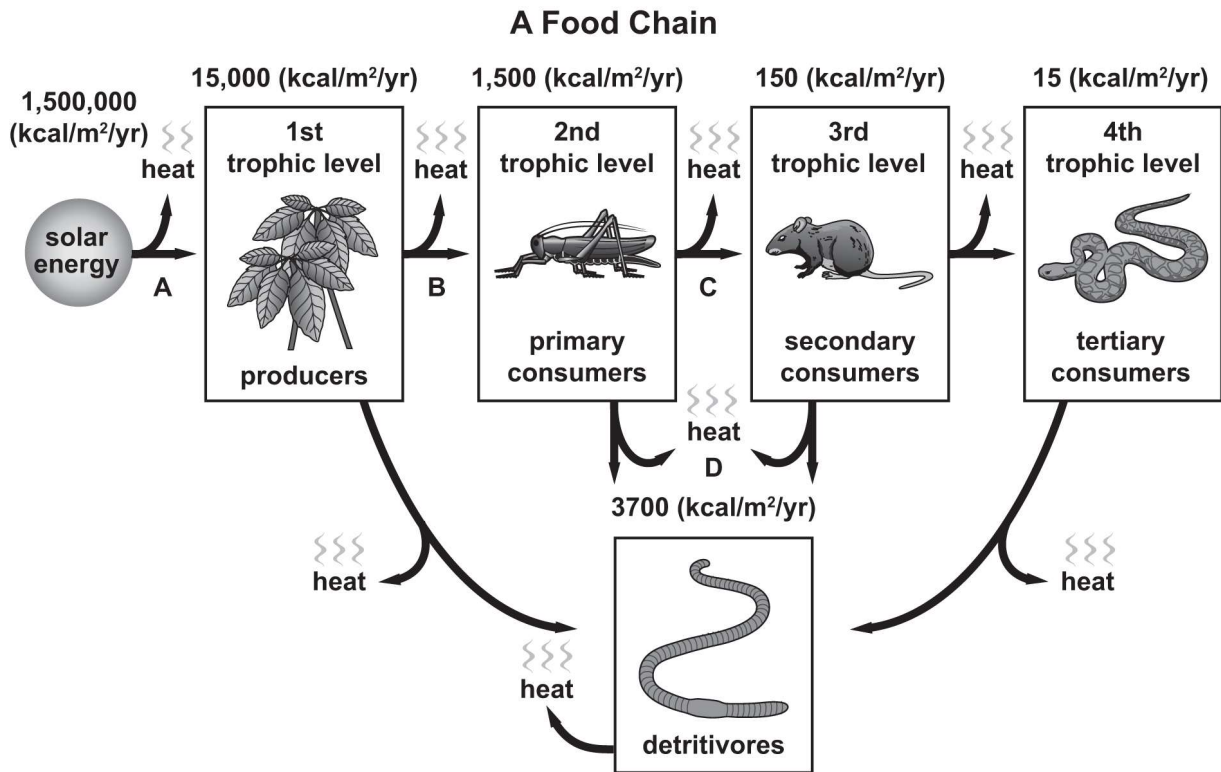 A Food Chain
1,500,000
(kcal/m²/yr)
heat
solar
energy
A
15,000 (kcal/m²/yr)
1st
trophic level
producers
heat
B
1,500 (kcal/m²/yr)
2nd
trophic level
primary
consumers
heat
C
150 (kcal/m²/yr)
3rd
trophic level
secondary
consumers
heat
15 (kcal/m²/yr)
4th
trophic level
tertiary
consumers
heat
D
3700 (kcal/m²/yr)
heat
heat
heat
detritivores